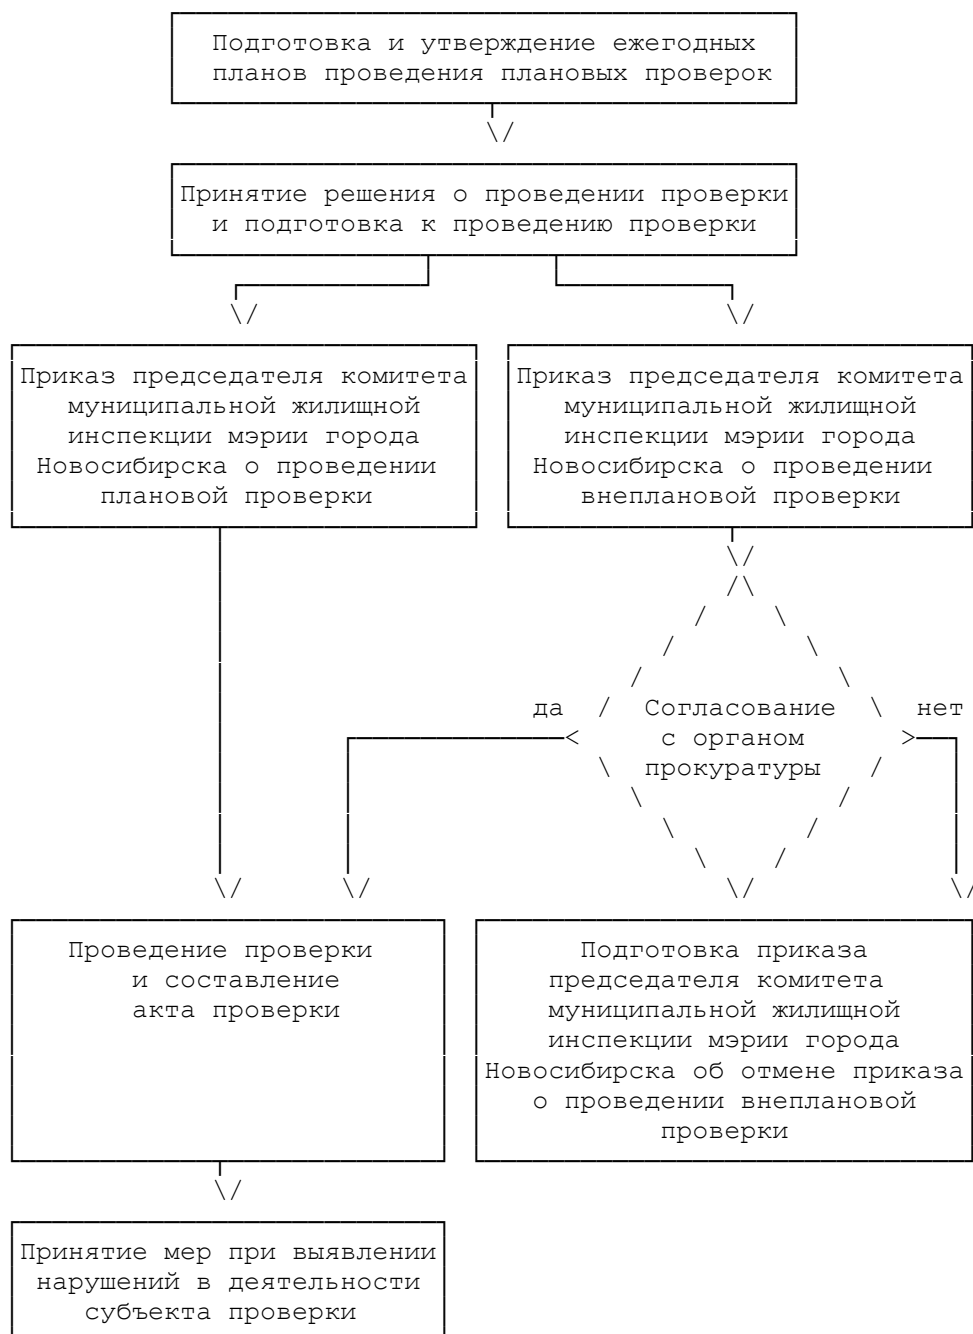 Подготовка и утверждение ежегодных
планов проведения плановых проверок
Принятие решения о проведении проверки
и подготовка к проведению проверки
Приказ председателя комитета
муниципальной жилищной
инспекции мэрии города
Новосибирска о проведении
плановой проверки
Приказ председателя комитета
муниципальной жилищной
инспекции мэрии города
Новосибирска о проведении
внеплановой проверки
да
Согласование
с органом
прокуратуры
нет
Проведение проверки
и составление
акта проверки
Подготовка приказа
председателя комитета
муниципальной жилищной
инспекции мэрии города
Новосибирска об отмене приказа
о проведении внеплановой
проверки
Принятие мер при выявлении
нарушений в деятельности
субъекта проверки